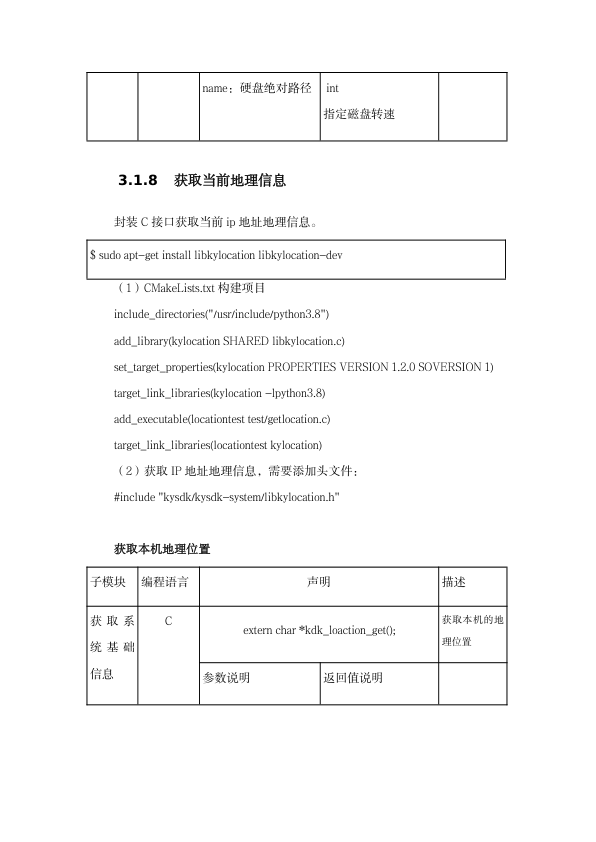 name：硬盘绝对路径
int
指定磁盘转速
3.1.8 获取当前地理信息
封装 C 接口获取当前 ip 地址地理信息。
$ sudo apt-get install libkylocation libkylocation-dev
（1）CMakeLists.txt 构建项目
include_directories("/usr/include/python3.8")
add_library(kylocation SHARED libkylocation.c)
set_target_properties(kylocation PROPERTIES VERSION 1.2.0 SOVERSION 1)
target_link_libraries(kylocation -lpython3.8)
add_executable(locationtest test/getlocation.c)
target_link_libraries(locationtest kylocation)
（2）获取 IP 地址地理信息，需要添加头文件：
#include "kysdk/kysdk-system/libkylocation.h"
获取本机地理位置
子模块 编程语言 声明 描述
获取系
统基础
信息
C
extern char *kdk_loaction_get();
获取本机的地
理位置
参数说明 返回值说明